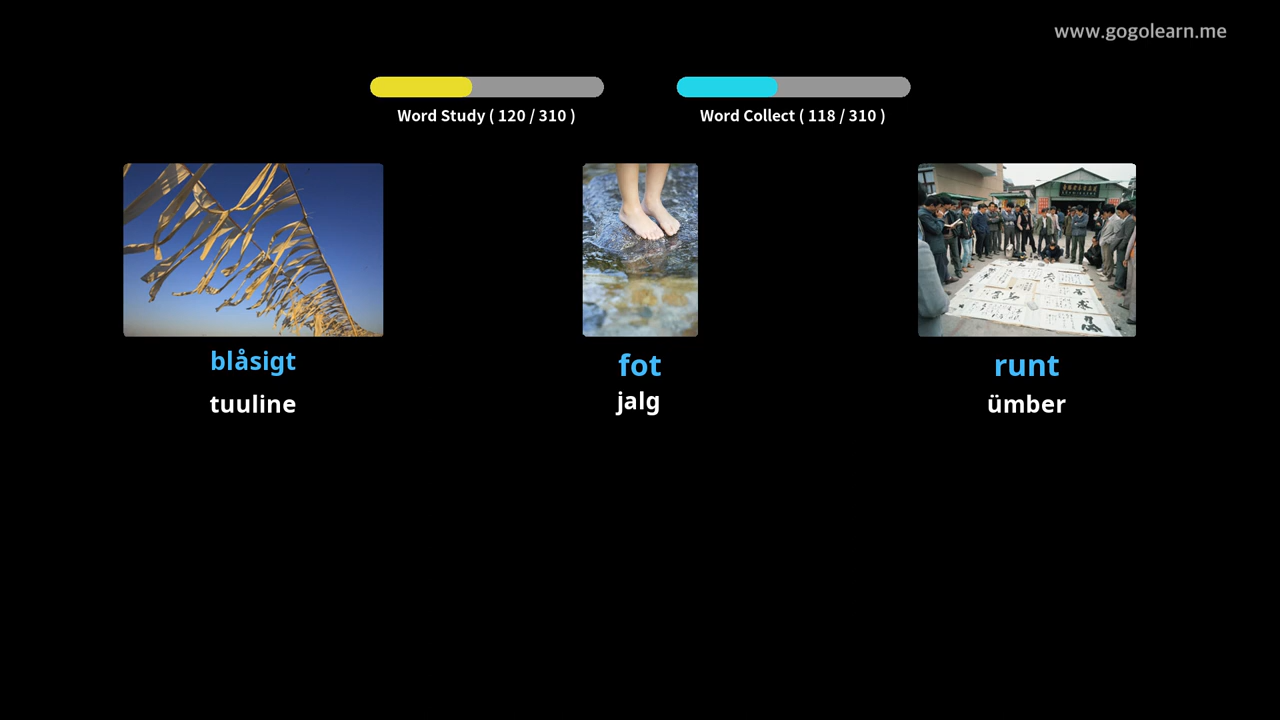 www.gogolearn.me
Word Study ( 120 / 310 )
Word Collect ( 118 / 310 )
blåsigt
fot
runt
tuuline
jalg
ümber